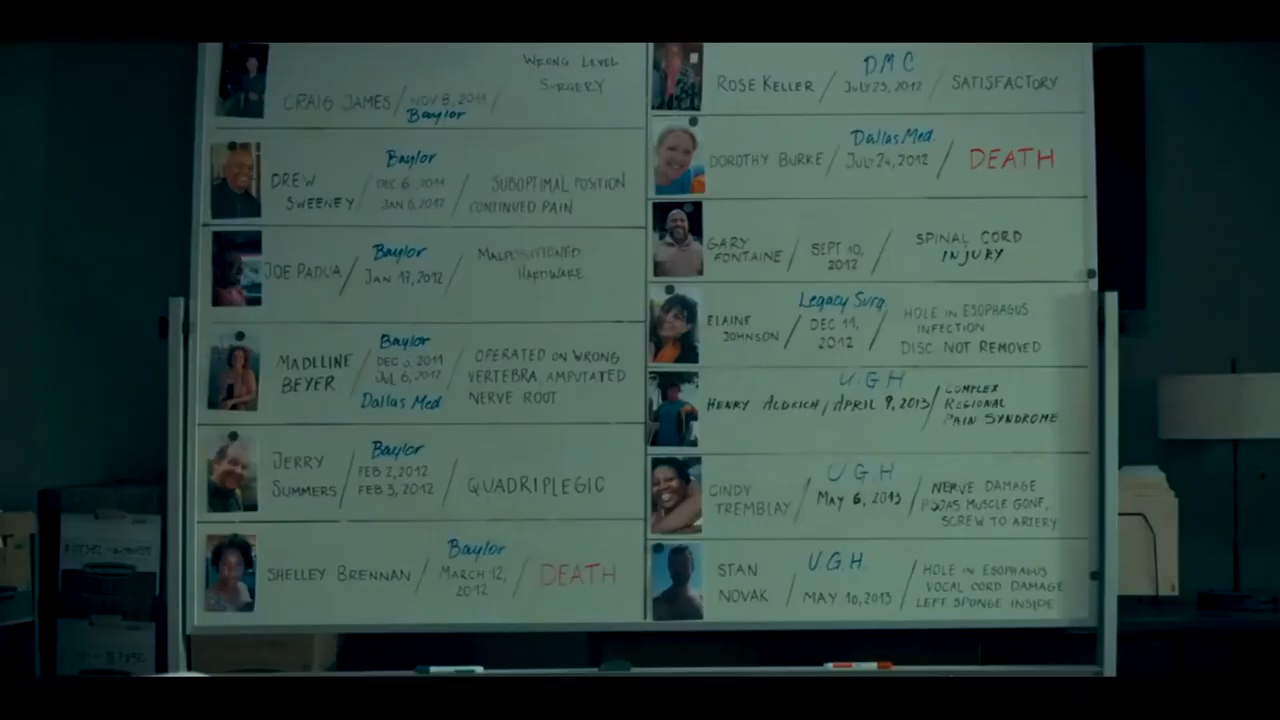 WRONG LEVEL
SURGERY
CRAIG JAMES / NOV 8, 2011 /
Baylor
Baylor
DREW
SWEENEY / DEC 6, 2011
JAN 6, 2012 / SUBOPTIMAL POSITION
CONTINUED PAIN
Baylor
JOE PADUA / JAN 17, 2012 / MALPOSITIONED
HARDWARE
Baylor
MADELINE
BEYER / DEC 5, 2011
JUL 6, 2012 / OPERATED ON WRONG
VERTEBRA, AMPUTATED
NERVE ROOT
Dallas Med
Baylor
JERRY
SUMMERS / FEB 2, 2012
FEB 3, 2012 / QUADRIPLEGIC
Baylor
SHELLEY BRENNAN / MARCH 12,
2012 / DEATH
DMC
ROSE KELLER / July 23, 2012 / SATISFACTORY
Dallas Med.
DOROTHY BURKE / July 24, 2012 / DEATH
GARY
FONTAINE / SEPT 10,
2012 / SPINAL CORD
INJURY
Legacy Surg.
ELAINE
JOHNSON / DEC 11,
2012 / HOLE IN ESOPHAGUS
INFECTION
DISC NOT REMOVED
U.G.H
HENRY ALDRICH / APRIL 9, 2013 / COMPLEX
REGIONAL
PAIN SYNDROME
U.G.H
CINDY
TREMBLAY / MAY 6, 2013 / NERVE DAMAGE
PSOAS MUSCLE GONE,
SCREW TO ARTERY
U.G.H
STAN
NOVAK / MAY 10, 2013 / HOLE IN ESOPHAGUS
VOCAL CORD DAMAGE
LEFT SPONGE INSIDE